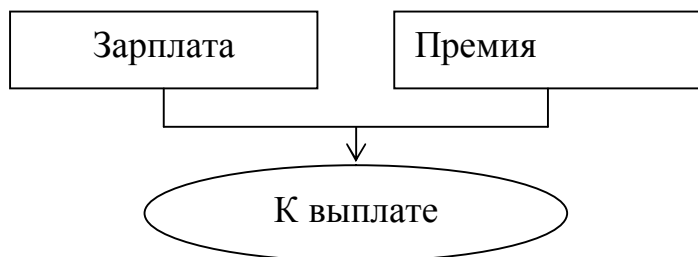 Зарплата
Премия
К выплате